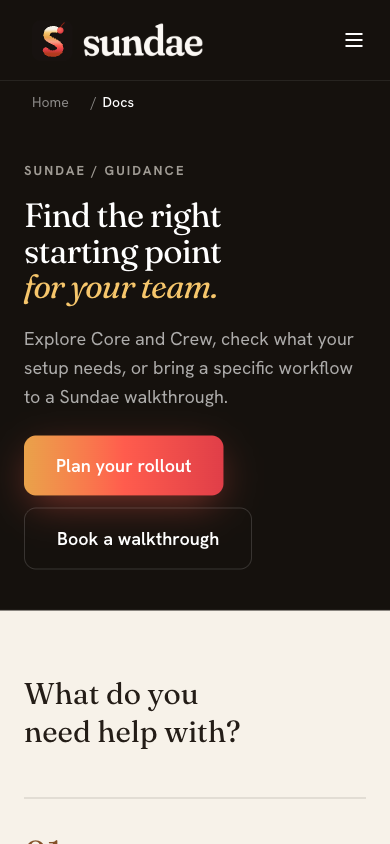 sundae
Home / Docs
SUNDAE / GUIDANCE
Find the right
starting point
for your team.
Explore Core and Crew, check what your
setup needs, or bring a specific workflow
to a Sundae walkthrough.
Plan your rollout
Book a walkthrough
What do you
need help with?